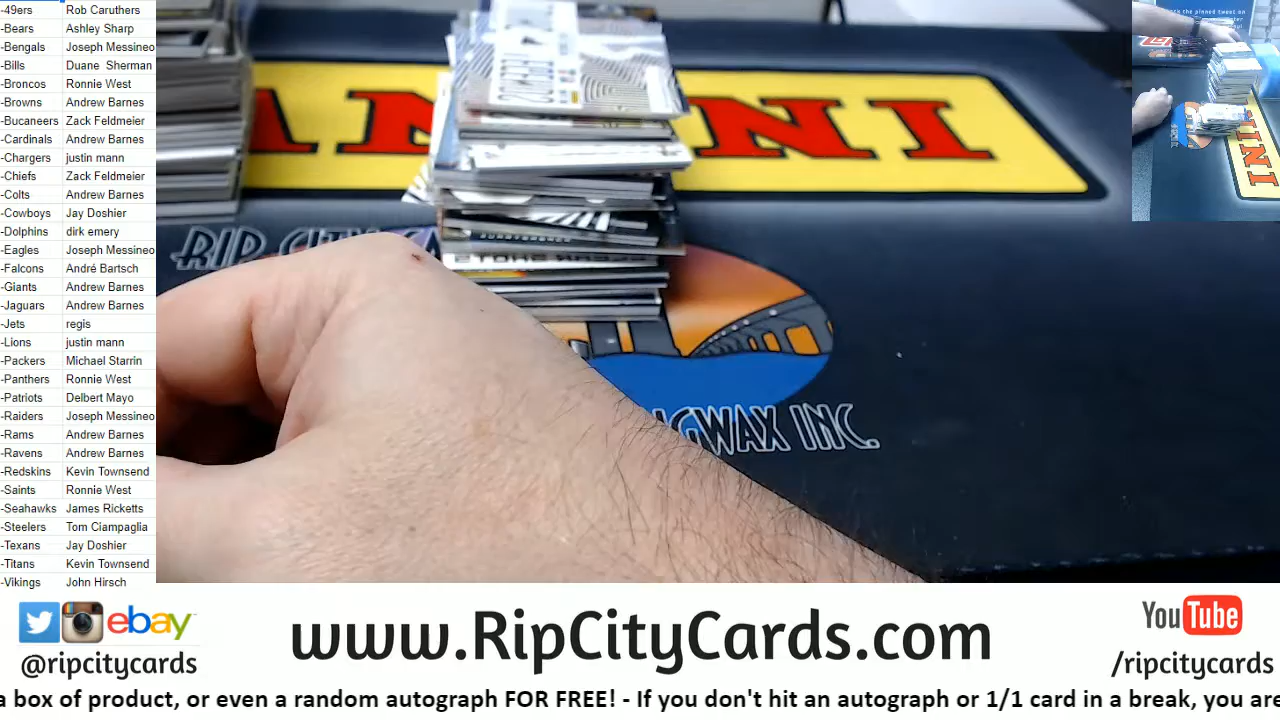 -49ers Rob Caruthers
-Bears Ashley Sharp
-Bengals Joseph Messineo
-Bills Duane Sherman
-Broncos Ronnie West
-Browns Andrew Barnes
-Bucaneers Zack Feldmeier
-Cardinals Andrew Barnes
-Chargers justin mann
-Chiefs Zack Feldmeier
-Colts Andrew Barnes
-Cowboys Jay Doshier
-Dolphins dirk emery
-Eagles Joseph Messineo
-Falcons André Bartsch
-Giants Andrew Barnes
-Jaguars Andrew Barnes
-Jets regis
-Lions justin mann
-Packers Michael Starrin
-Panthers Ronnie West
-Patriots Delbert Mayo
-Raiders Joseph Messineo
-Rams Andrew Barnes
-Ravens Andrew Barnes
-Redskins Kevin Townsend
-Saints Ronnie West
-Seahawks James Ricketts
-Steelers Tom Ciampaglia
-Texans Jay Doshier
-Titans Kevin Townsend
-Vikings John Hirsch
RIP CITY
GWAX INC.
ebay
@ripcitycards
www.RipCityCards.com
YouTube
/ripcitycards
a box of product, or even a random autograph FOR FREE! - If you don't hit an autograph or 1/1 card in a break, you are